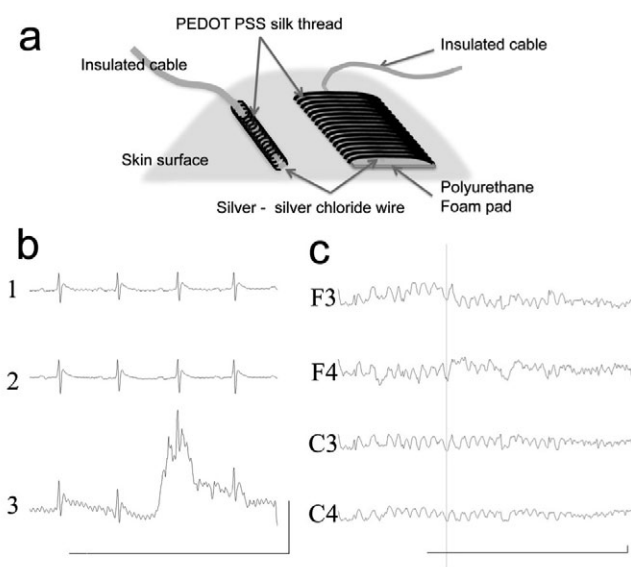 a
PEDOT PSS silk thread
Insulated cable
Insulated cable
Skin surface
Polyurethane
Foam pad
Silver - silver chloride wire
b
1
2
3
c
F3
F4
C3
C4